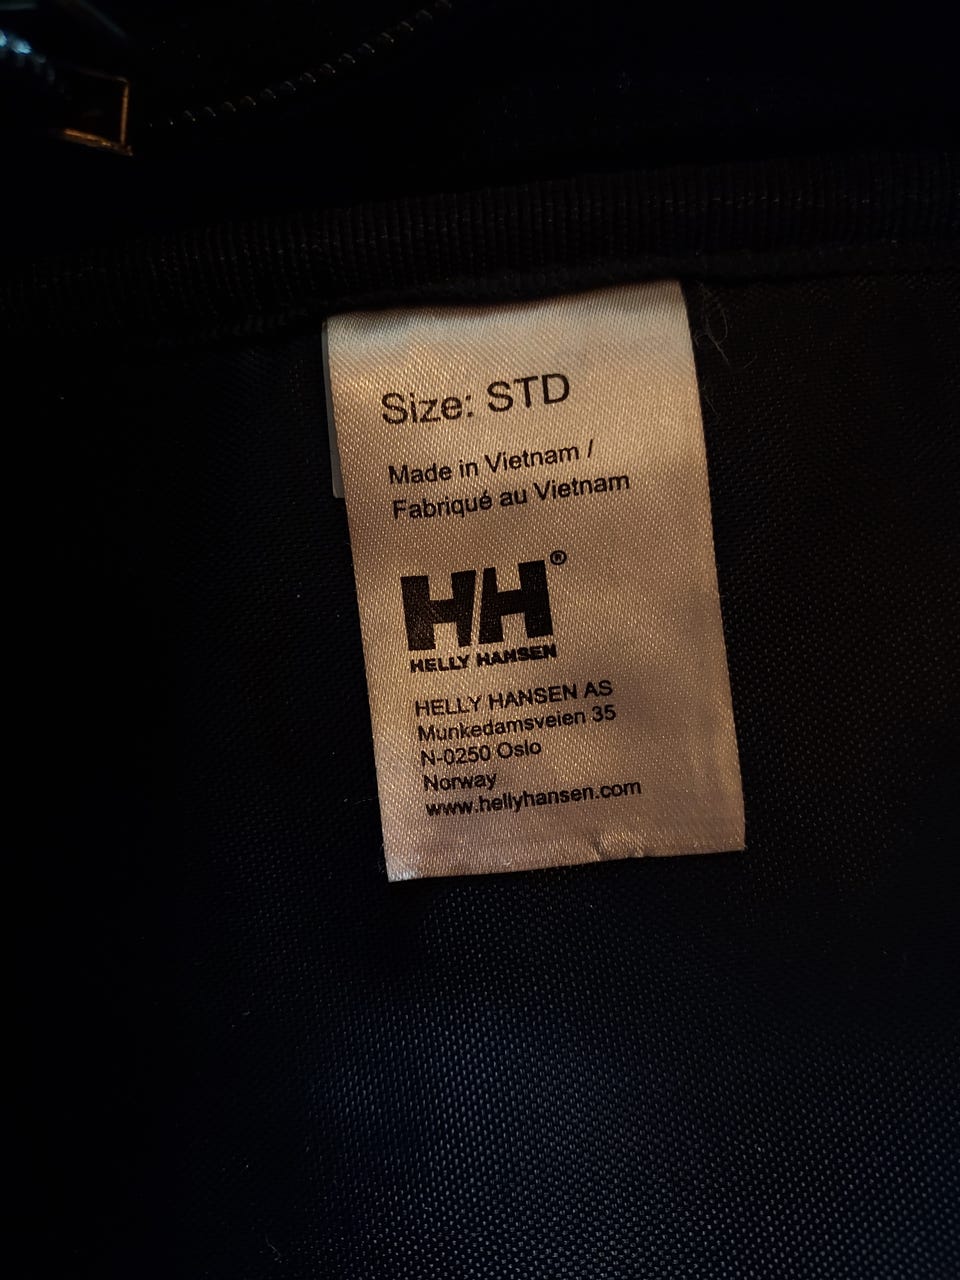 Size: STD
Made in Vietnam /
Fabriqué au Vietnam
HH®
HELLY HANSEN
HELLY HANSEN AS
Munkedamsveien 35
N-0250 Oslo
Norway
www.hellyhansen.com